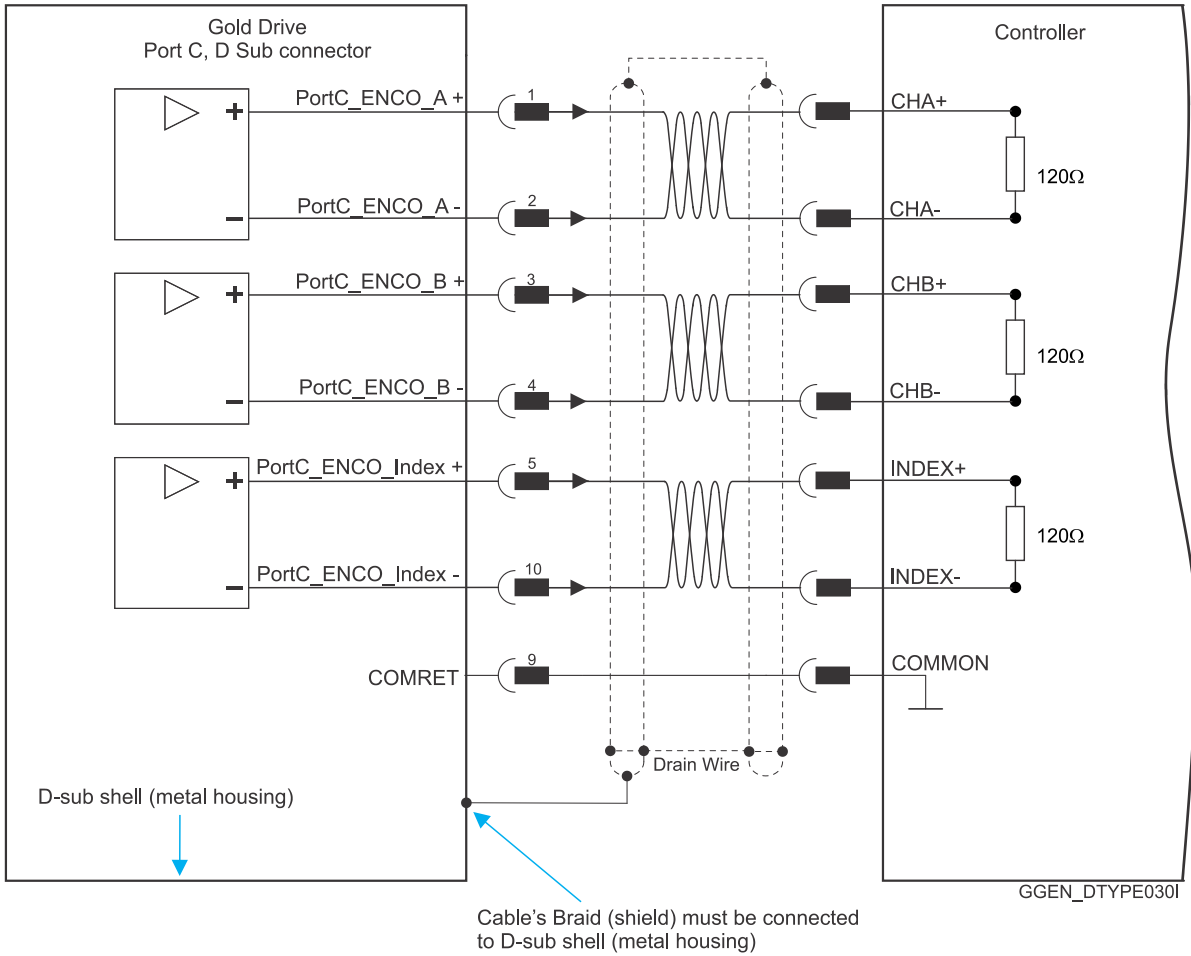 Gold Drive
Port C, D Sub connector
Controller
PortC_ENCO_A +
1
CHA+
+
120Ω
PortC_ENCO_A -
2
CHA-
−
PortC_ENCO_B +
3
CHB+
+
120Ω
PortC_ENCO_B -
4
CHB-
−
PortC_ENCO_Index +
5
INDEX+
+
120Ω
PortC_ENCO_Index -
10
INDEX-
−
COMRET
9
COMMON
Drain Wire
D-sub shell (metal housing)
GGEN_DTYPE030I
Cable's Braid (shield) must be connected
to D-sub shell (metal housing)